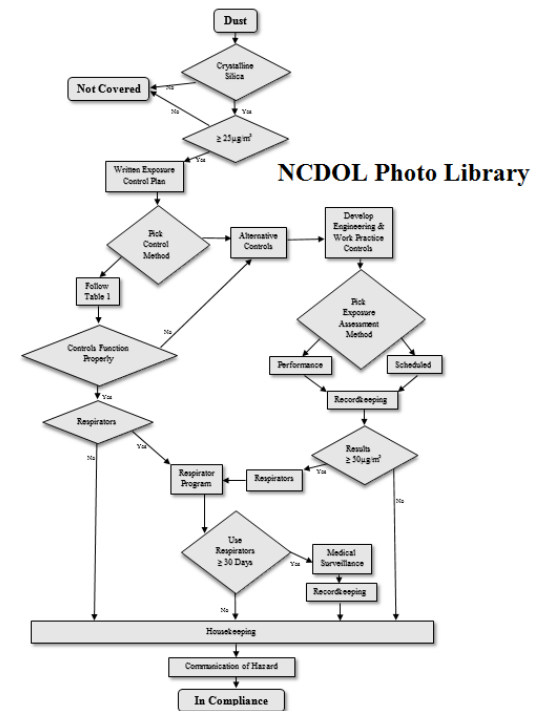 Dust
Crystalline
Silica
No
Not Covered
Yes
No
≥ 25μg/m³
Yes
Written Exposure
Control Plan
NCDOL Photo Library
Pick
Control
Method
Alternative
Controls
Develop
Engineering &
Work Practice
Controls
Follow
Table 1
Pick
Exposure
Assessment
Method
No
Controls Function
Properly
Performance
Scheduled
Yes
Recordkeeping
Respirators
Yes
No
Results
≥ 50μg/m³
Yes
Respirator
Program
Respirators
No
Use
Respirators
≥ 30 Days
Yes
Medical
Surveillance
Recordkeeping
No
Housekeeping
Communication of Hazard
In Compliance